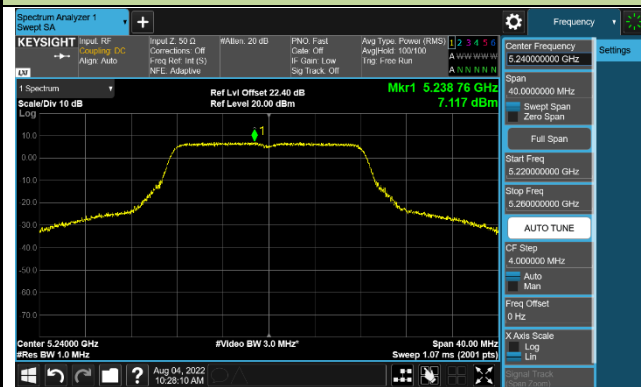 Spectrum Analyzer 1
Swept SA
Frequency
KEYSIGHT
Input: RF
Coupling: DC
Align: Auto
Input Z: 50 Ω
Corrections: Off
Freq Ref: Int (S)
NFE: Adaptive
#Atten: 20 dB
PNO: Fast
Gate: Off
IF Gain: Low
Sig Track: Off
Avg Type: Power (RMS)
Avg|Hold: 100/100
Trig: Free Run
1 2 3 4 5 6
A W W W W W
A N N N N N
LXI
1 Spectrum
Scale/Div 10 dB
Log
Ref Lvl Offset 22.40 dB
Ref Level 20.00 dBm
Mkr1 5.238 76 GHz
7.117 dBm
1
10.0
0.00
10.0
20.0
30.0
40.0
-50.0
60.0
70.0
Center 5.24000 GHz
#Res BW 1.0 MHz
#Video BW 3.0 MHz*
Span 40.00 MHz
Sweep 1.07 ms (2001 pts)
Center Frequency
5.240000000 GHz
Span
40.0000000 MHz
Swept Span
Zero Span
Full Span
Start Freq
5.220000000 GHz
Stop Freq
5.260000000 GHz
AUTO TUNE
CF Step
4.000000 MHz
Auto
Man
Freq Offset
0 Hz
X Axis Scale
Log
Lin
Signal Track
(Span Zoom)
Settings
Aug 04, 2022
10:28:10 AM